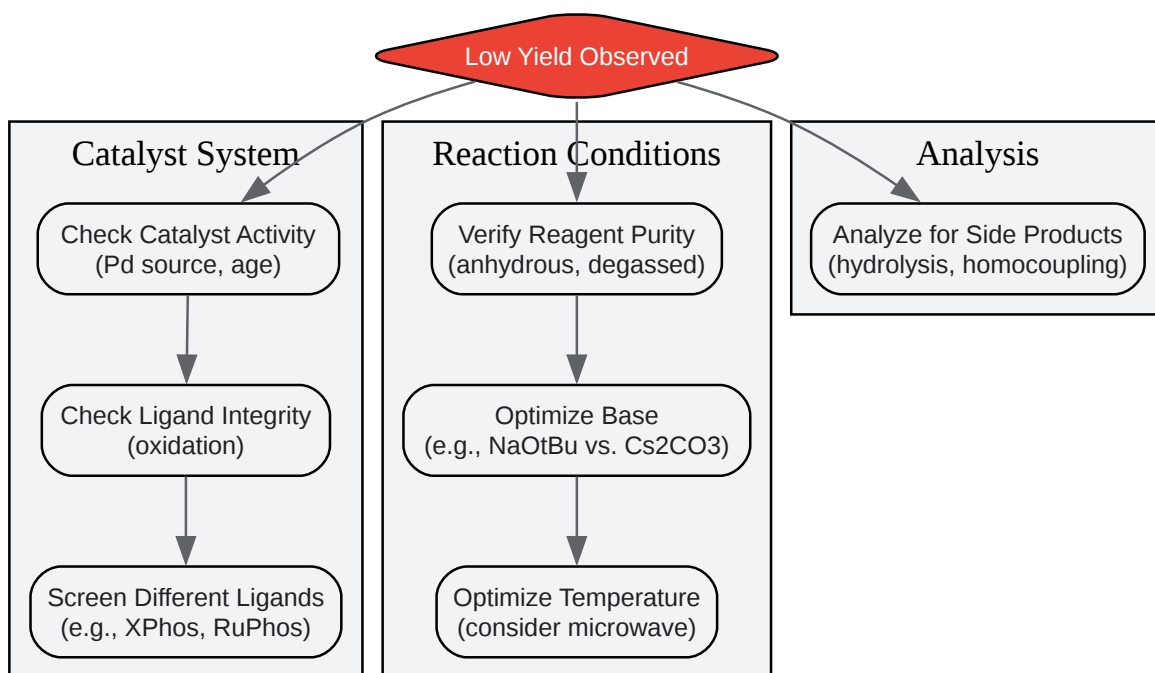 Low Yield Observed
Catalyst System
Check Catalyst Activity
(Pd source, age)
Check Ligand Integrity
(oxidation)
Screen Different Ligands
(e.g., XPhos, RuPhos)
Reaction Conditions
Verify Reagent Purity
(anhydrous, degassed)
Optimize Base
(e.g., NaOtBu vs. Cs2CO3)
Optimize Temperature
(consider microwave)
Analysis
Analyze for Side Products
(hydrolysis, homocoupling)